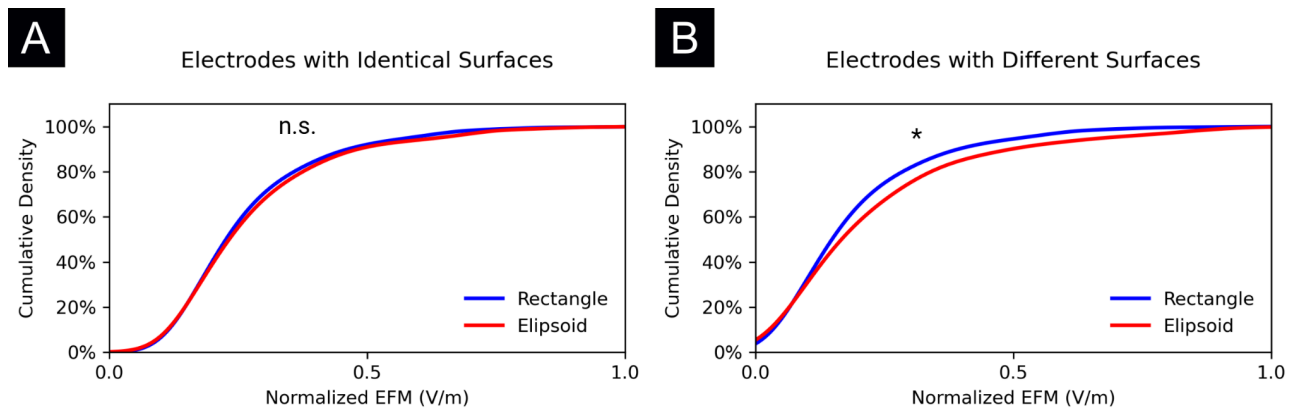 A
Electrodes with Identical Surfaces
n.s.
Cumulative Density
100%
80%
60%
40%
20%
0%
Rectangle
Elipsoid
0.0
0.5
1.0
Normalized EFM (V/m)
B
Electrodes with Different Surfaces
*
Cumulative Density
100%
80%
60%
40%
20%
0%
Rectangle
Elipsoid
0.0
0.5
1.0
Normalized EFM (V/m)